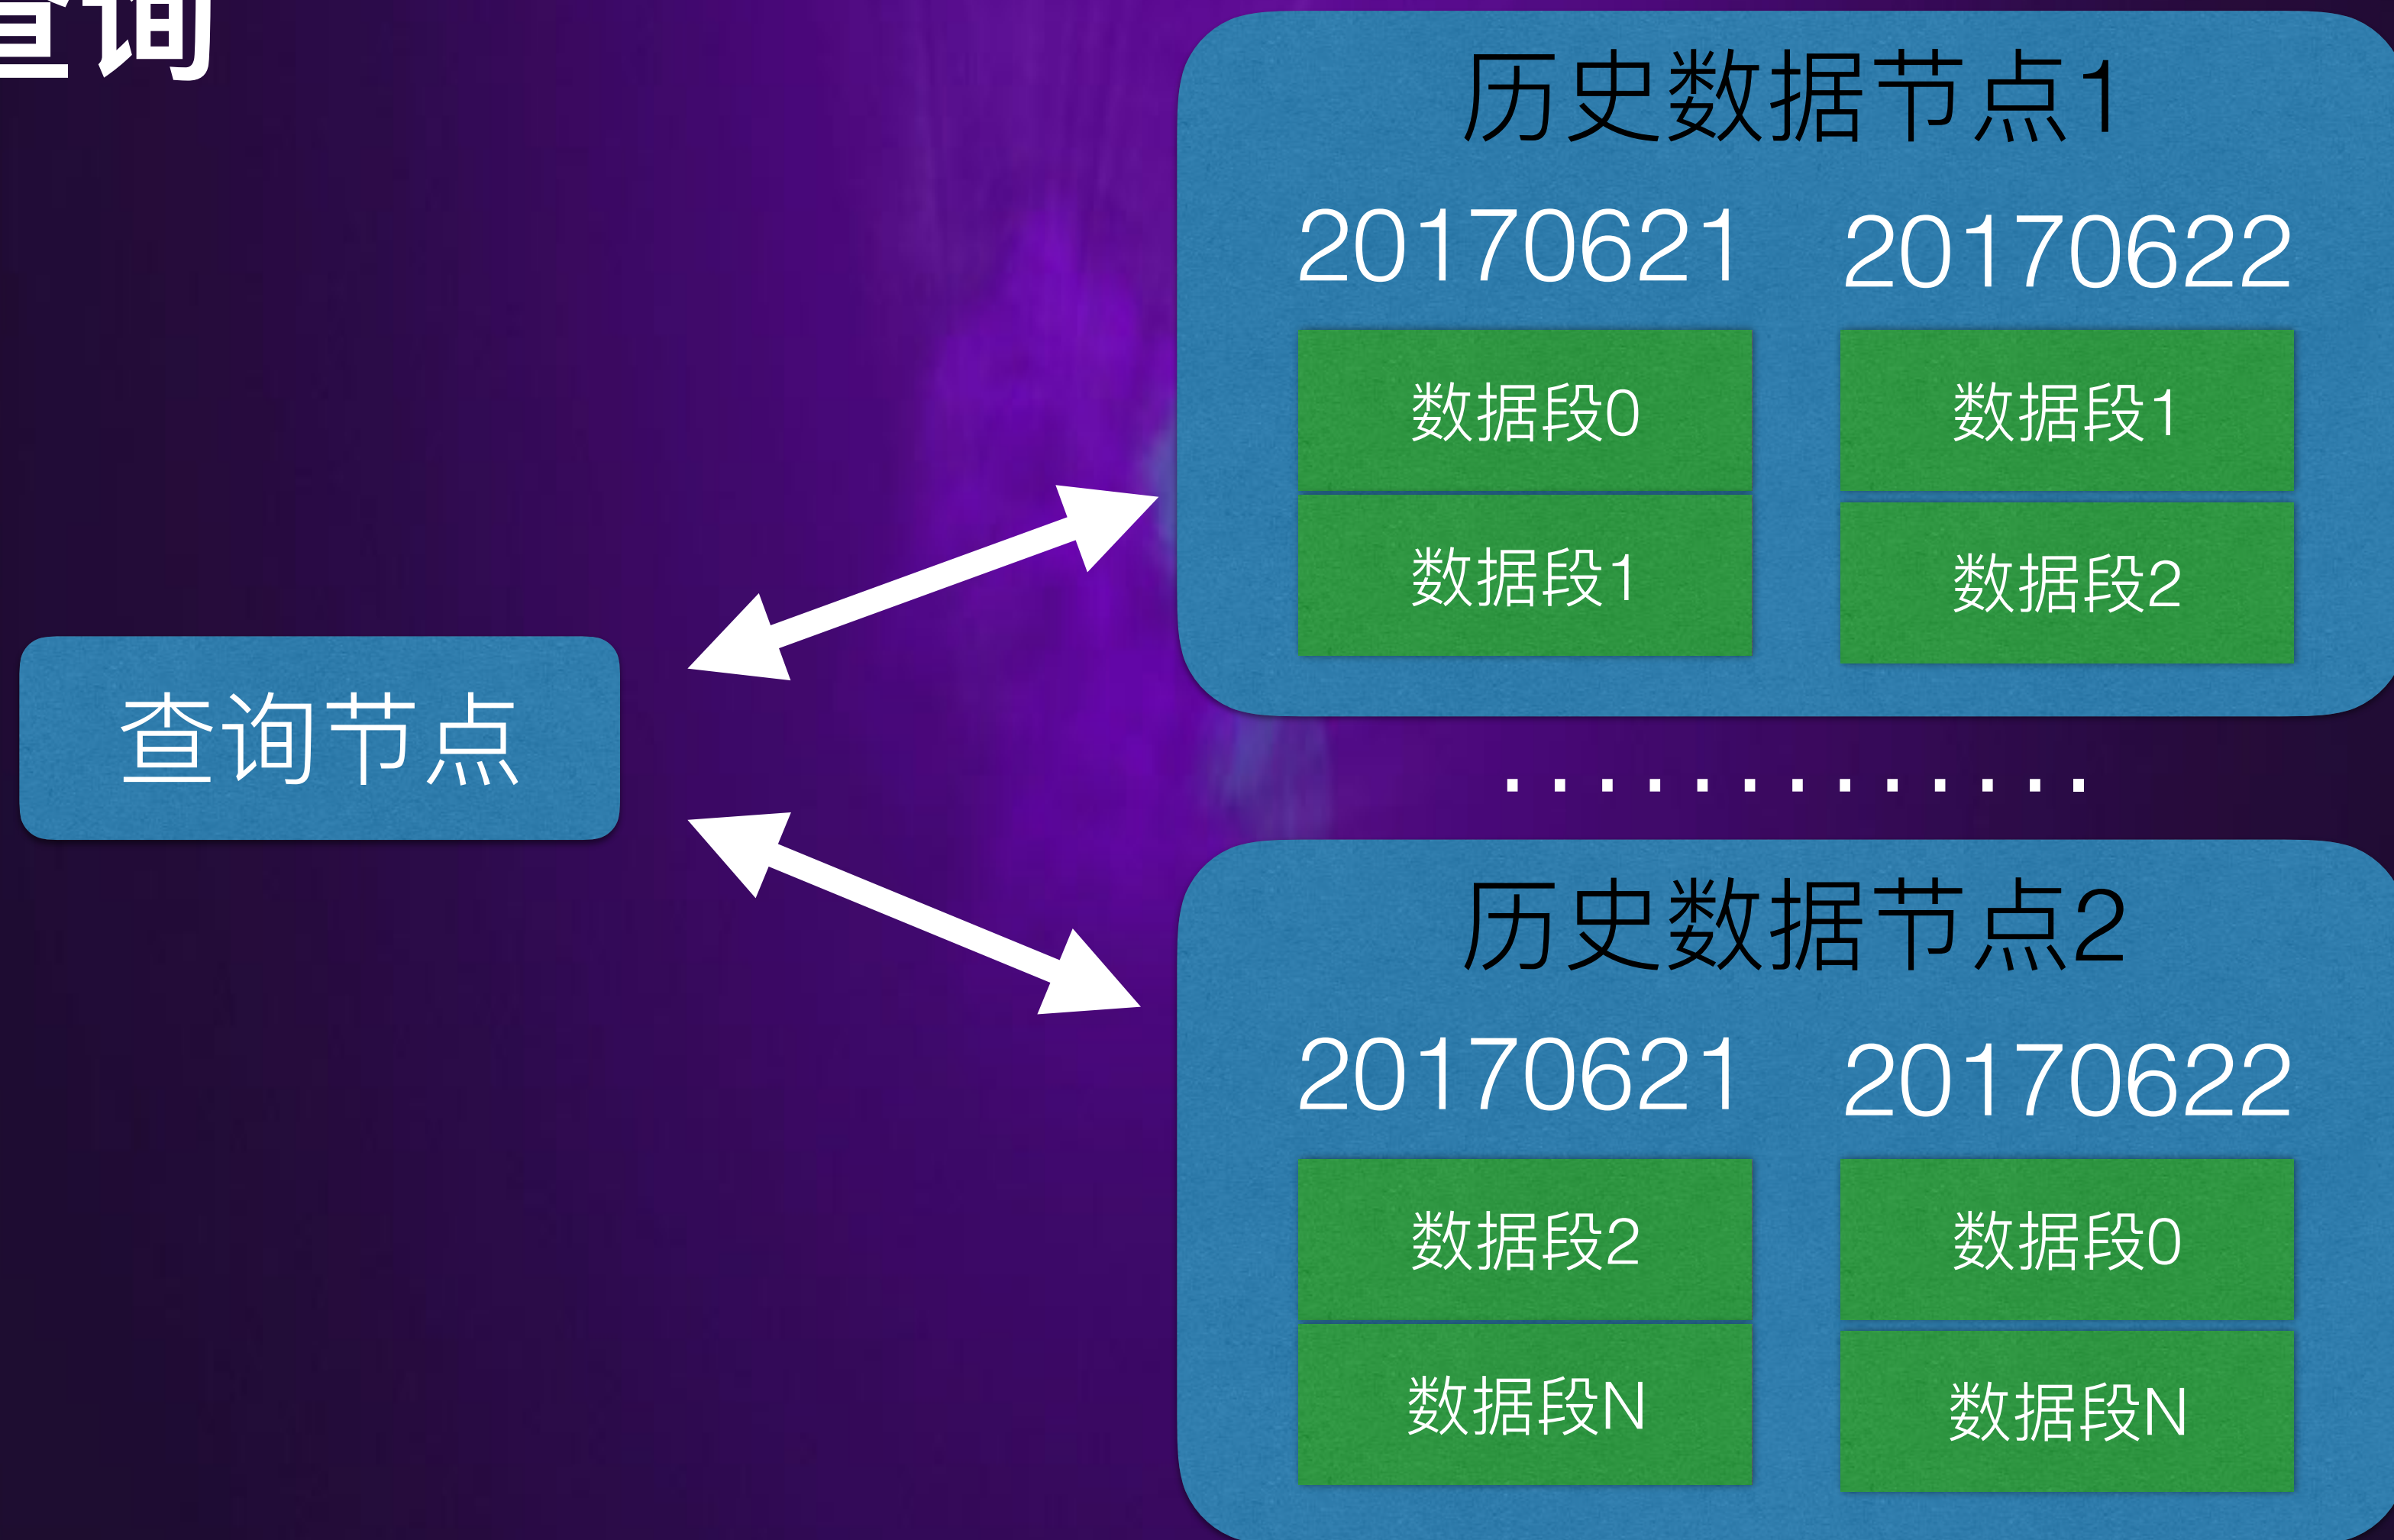 查询
历史数据节点1
20170621 20170622
数据段0 数据段1
数据段1 数据段2
查询节点
.............
历史数据节点2
20170621 20170622
数据段2 数据段0
数据段N 数据段N